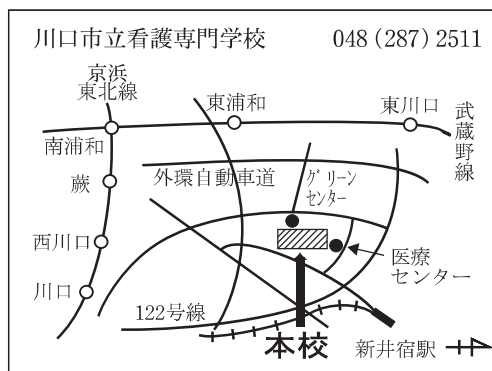 川口市立看護専門学校 048（287）2511
京浜
東北線
東浦和
東川口
武蔵野線
南浦和
外環自動車道
グリーン
センター
蕨
西川口
医療
センター
川口
122号線
本校
新井宿駅